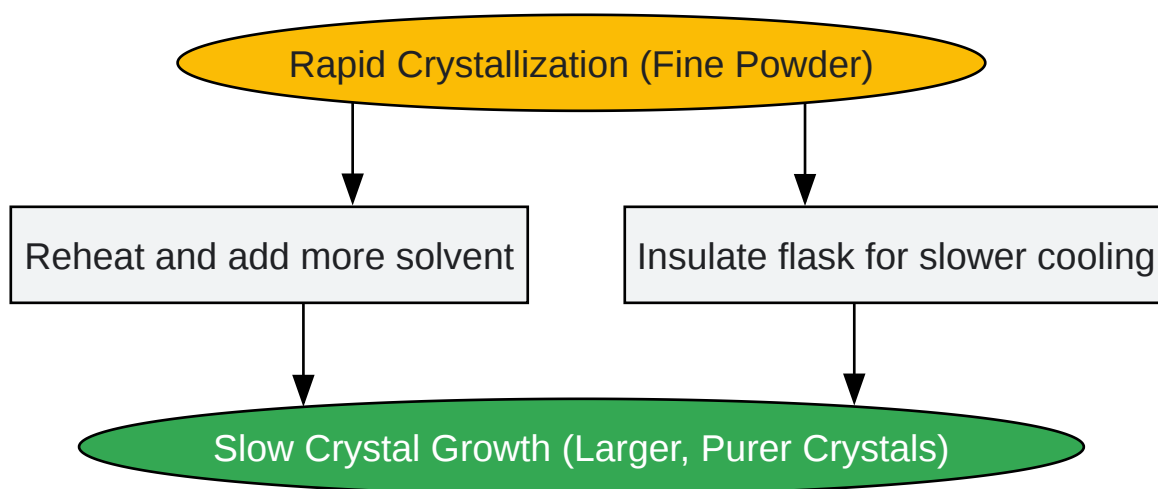 Rapid Crystallization (Fine Powder)
Reheat and add more solvent
Insulate flask for slower cooling
Slow Crystal Growth (Larger, Purer Crystals)